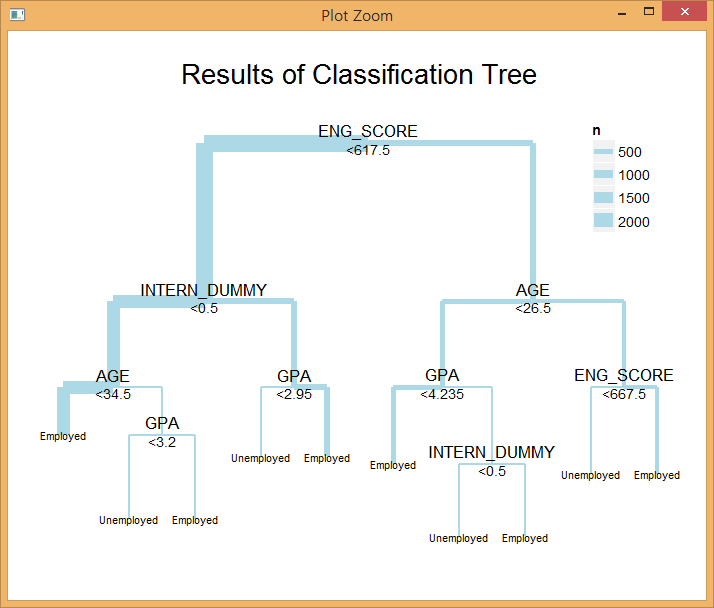 Plot Zoom
Results of Classification Tree
ENG_SCORE
<617.5
n
500
1000
1500
2000
INTERN_DUMMY
<0.5
AGE
<26.5
AGE
<34.5
GPA
<2.95
GPA
<4.235
ENG_SCORE
<667.5
Employed
GPA
<3.2
Unemployed
Employed
Employed
INTERN_DUMMY
<0.5
Unemployed
Employed
Unemployed
Employed
Unemployed
Employed